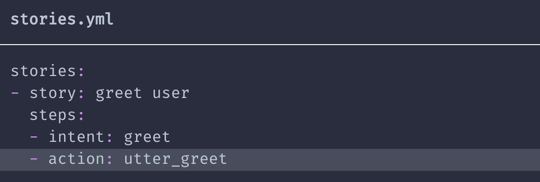 stories.yml
stories:
- story: greet user
  steps:
  - intent: greet
  - action: utter_greet